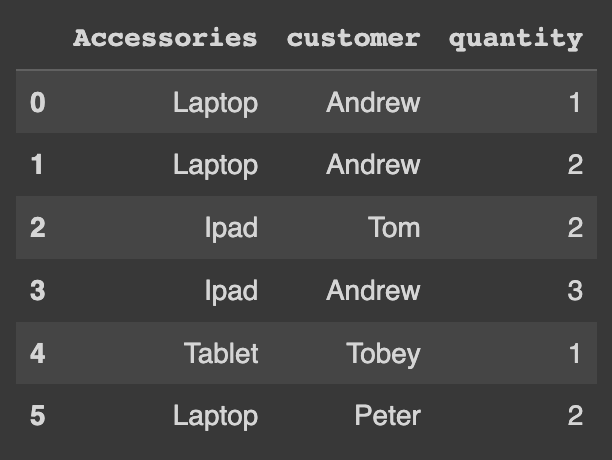 Accessories customer quantity
0 Laptop Andrew 1
1 Laptop Andrew 2
2 Ipad Tom 2
3 Ipad Andrew 3
4 Tablet Tobey 1
5 Laptop Peter 2